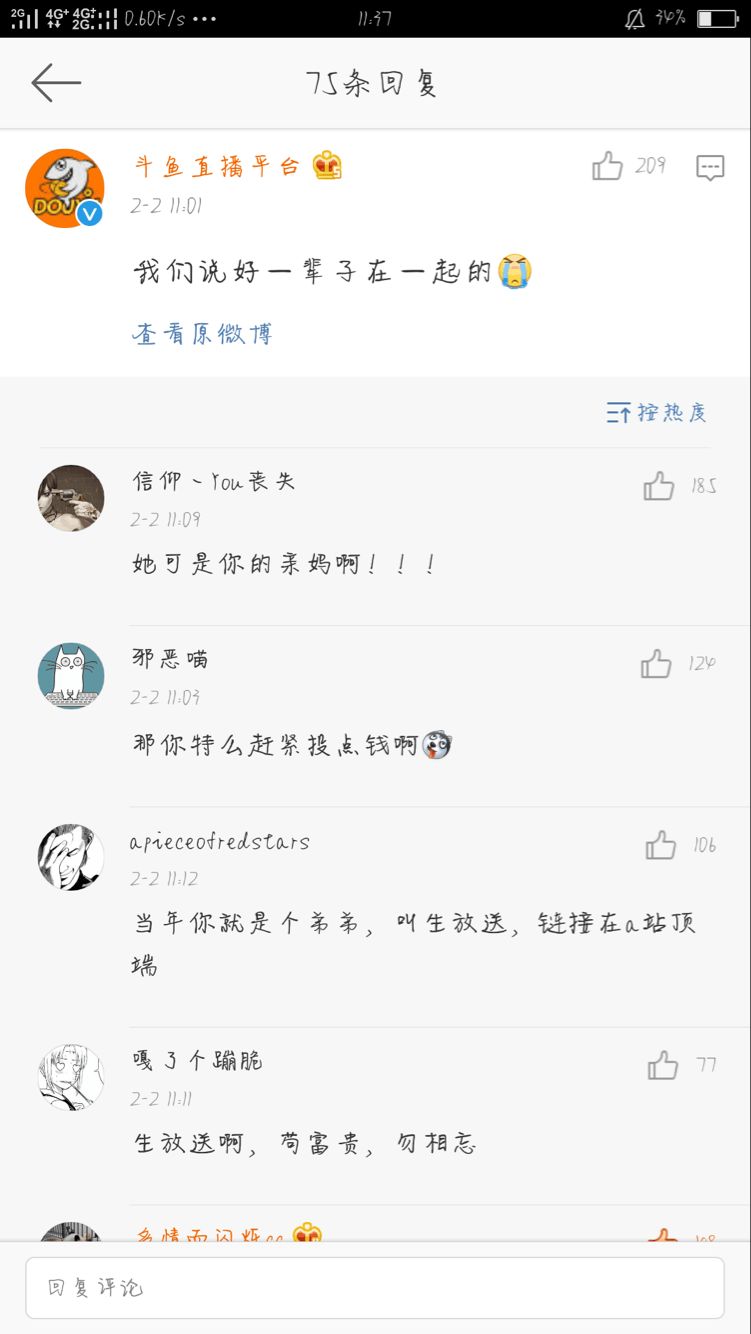 2G 4G+ 4G+ 2G 0.60K/s ••• 11:37 34%
75条回复
斗鱼直播平台 209
2-2 11:01
我们说好一辈子在一起的
查看原微博
按热度
信仰丶You丧失 185
2-2 11:09
她可是你的亲妈啊！！！
邪恶喵 124
2-2 11:03
那你特么赶紧投点钱啊
apieceofredstars 106
2-2 11:12
当年你就是个弟弟，叫生放送，链接在a站顶
端
嘎了个蹦脆 77
2-2 11:11
生放送啊，苟富贵，勿相忘
回复评论